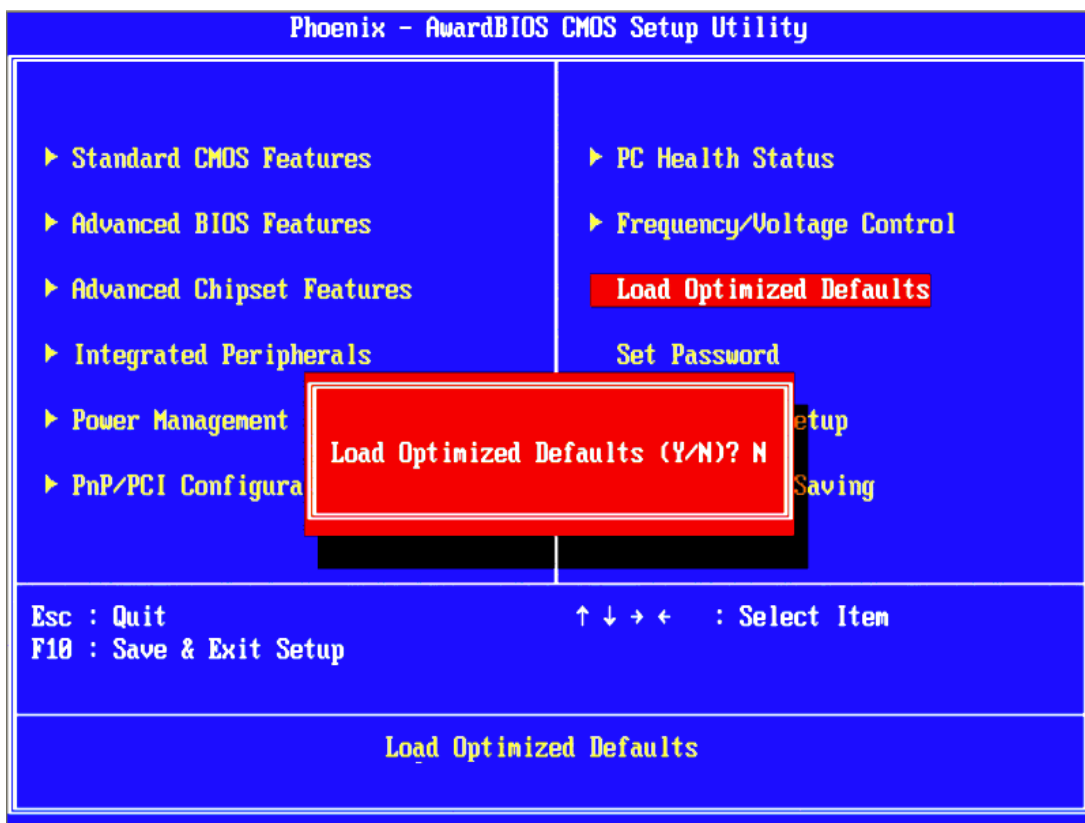 Phoenix - AwardBIOS CMOS Setup Utility
▶ Standard CMOS Features
▶ Advanced BIOS Features
▶ Advanced Chipset Features
▶ Integrated Peripherals
▶ Power Management
▶ PnP/PCI Configura
▶ PC Health Status
▶ Frequency/Voltage Control
Load Optimized Defaults
Set Password
etup
Saving
Load Optimized Defaults (Y/N)? N
Esc : Quit
F10 : Save & Exit Setup
↑ ↓ → ← : Select Item
Load Optimized Defaults